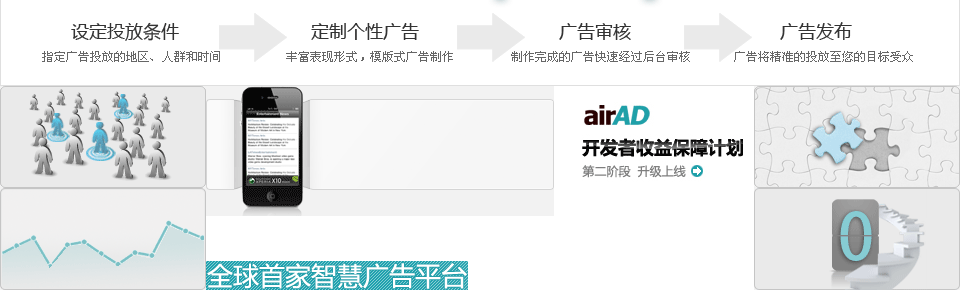 设定投放条件
指定广告投放的地区、人群和时间
定制个性广告
丰富表现形式，模版式广告制作
广告审核
制作完成的广告快速经过后台审核
广告发布
广告将精准的投放至您的目标受众
airAD
开发者收益保障计划
第二阶段 升级上线
X10
0
全球首家智慧广告平台